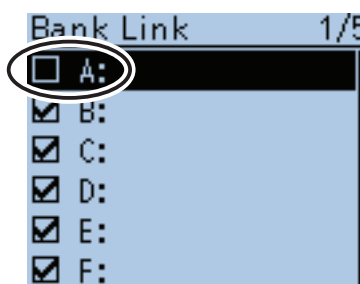 Bank Link 1/5
☐ A:
☑ B:
☑ C:
☑ D:
☑ E:
☑ F: